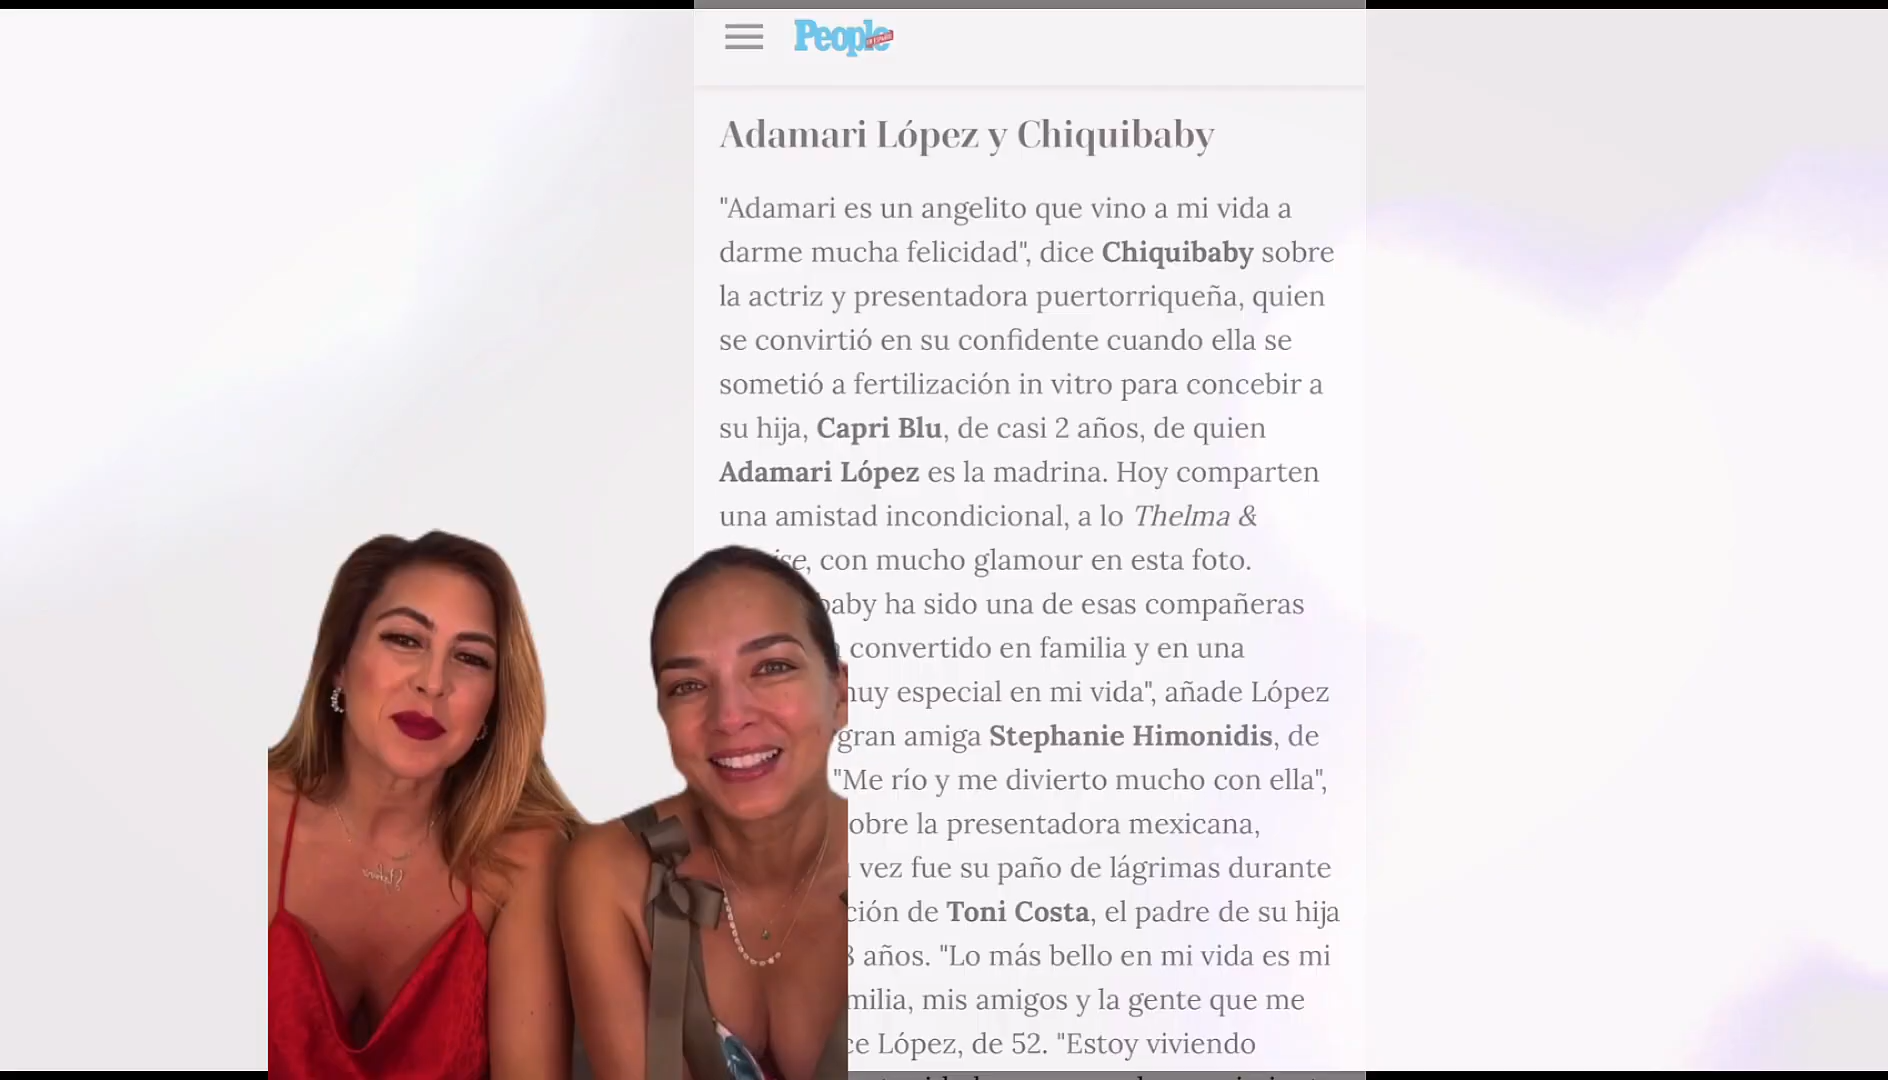 People
EN ESPAÑOL
Adamari López y Chiquibaby
"Adamari es un angelito que vino a mi vida a
darme mucha felicidad", dice Chiquibaby sobre
la actriz y presentadora puertorriqueña, quien
se convirtió en su confidente cuando ella se
sometió a fertilización in vitro para concebir a
su hija, Capri Blu, de casi 2 años, de quien
Adamari López es la madrina. Hoy comparten
una amistad incondicional, a lo Thelma &
ise, con mucho glamour en esta foto.
baby ha sido una de esas compañeras
convertido en familia y en una
uy especial en mi vida", añade López
gran amiga Stephanie Himonidis, de
"Me río y me divierto mucho con ella",
obre la presentadora mexicana,
vez fue su paño de lágrimas durante
ción de Toni Costa, el padre de su hija
8 años. "Lo más bello en mi vida es mi
milia, mis amigos y la gente que me
ce López, de 52. "Estoy viviendo